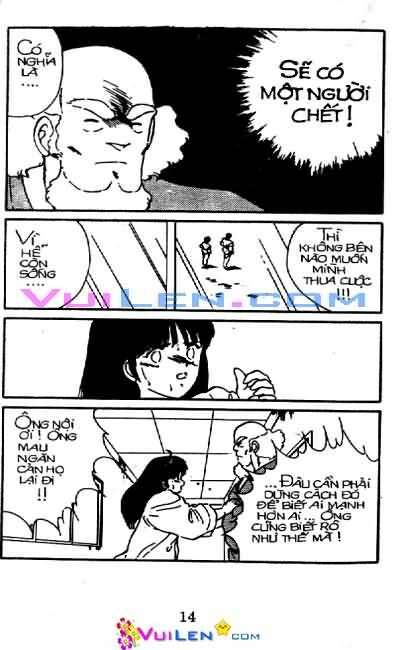 CÓ
NGHĨA
LÀ
....
SẼ CÓ
MỘT NGƯỜI
CHẾT!
VÌ
HỄ
CÒN
SỐNG
....
THÌ
KHÔNG BÊN
NÀO MUỐN
MÌNH
THUA CUỘC
!!!
VUILEN.COM
ÔNG NỘI
ƠI! ÔNG
MAU
NGĂN
CẢN HỌ
LẠI ĐI
!!
... ĐÂU CẦN PHẢI
DÙNG CÁCH ĐÓ
ĐỂ BIẾT AI MẠNH
HƠN AI... ÔNG
CŨNG BIẾT RÕ
NHƯ THẾ MÀ!
14
VUILEN.COM